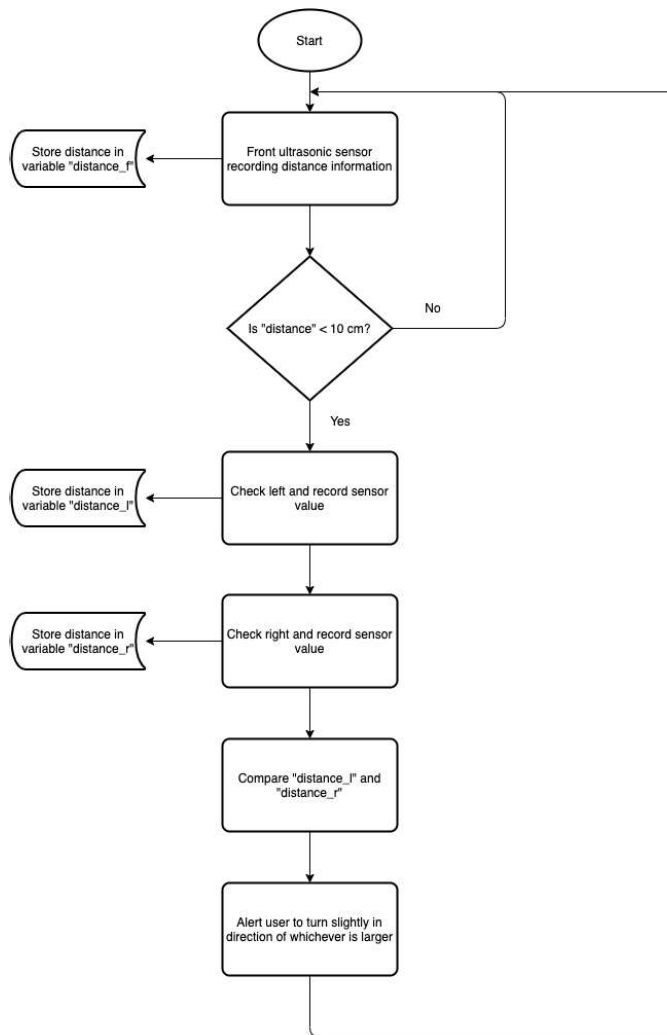 Start
Store distance in
variable "distance_f"
Front ultrasonic sensor
recording distance information
Is "distance" < 10 cm?
No
Yes
Store distance in
variable "distance_l"
Check left and record sensor
value
Store distance in
variable "distance_r"
Check right and record sensor
value
Compare "distance_l" and
"distance_r"
Alert user to turn slightly in
direction of whichever is larger